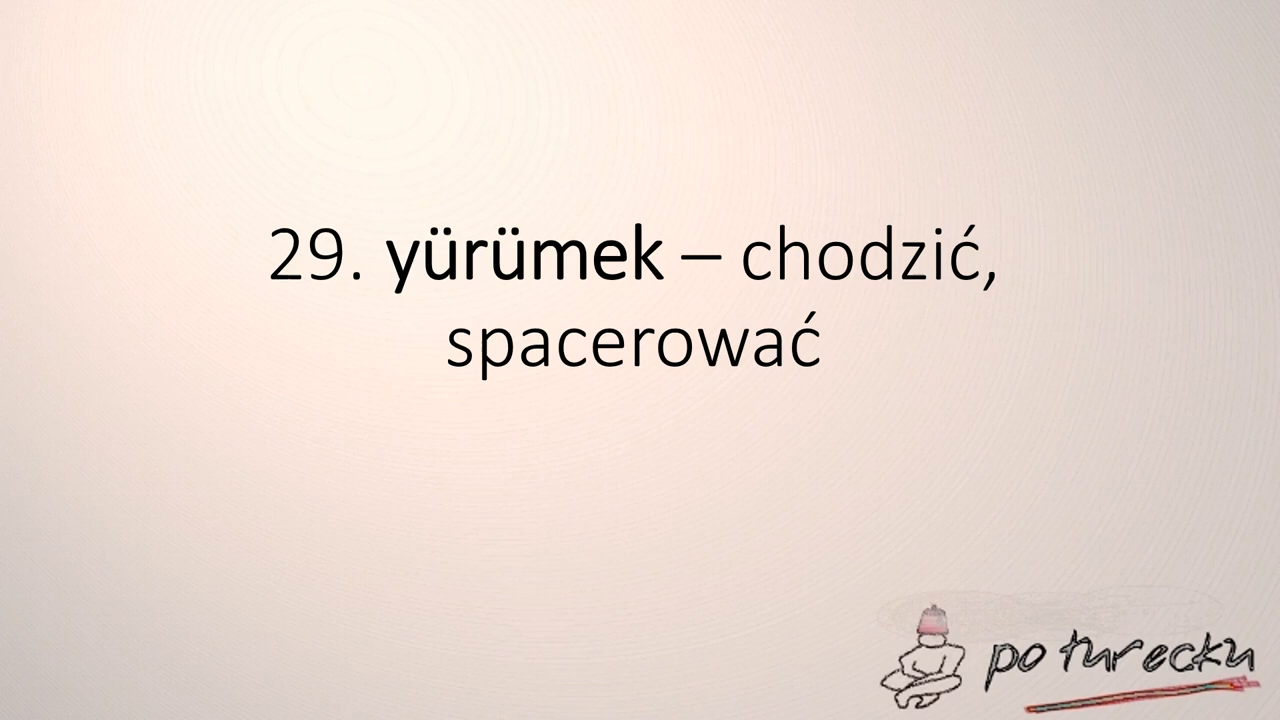 29. yürümek – chodzić,
spacerować
po turecku